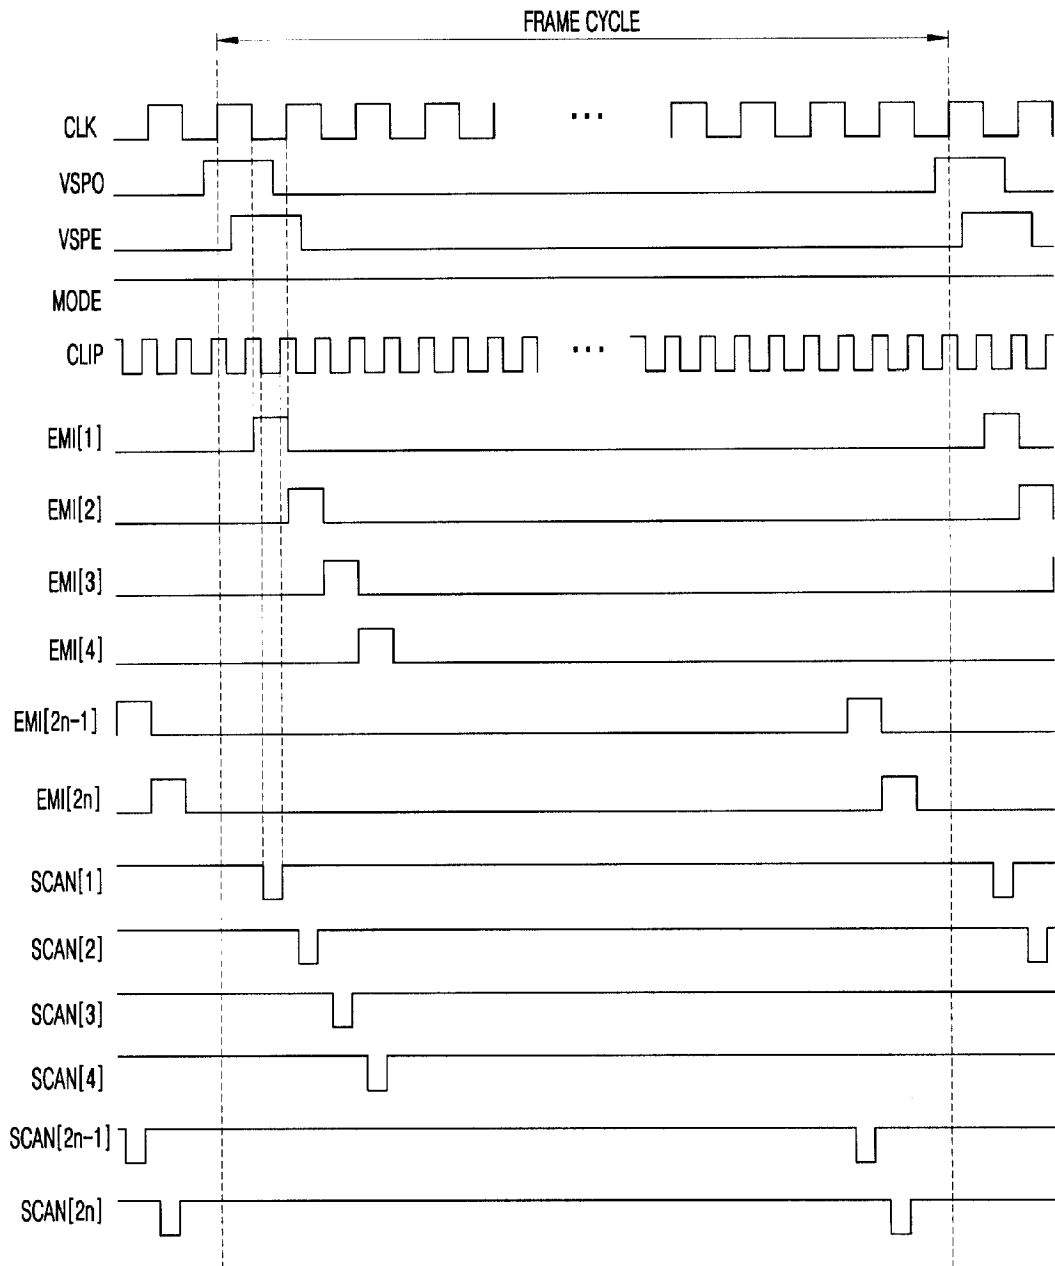 FRAME CYCLE
CLK
...
VSPO
VSPE
MODE
CLIP
...
EMI[1]
EMI[2]
EMI[3]
EMI[4]
EMI[2n-1]
EMI[2n]
SCAN[1]
SCAN[2]
SCAN[3]
SCAN[4]
SCAN[2n-1]
SCAN[2n]